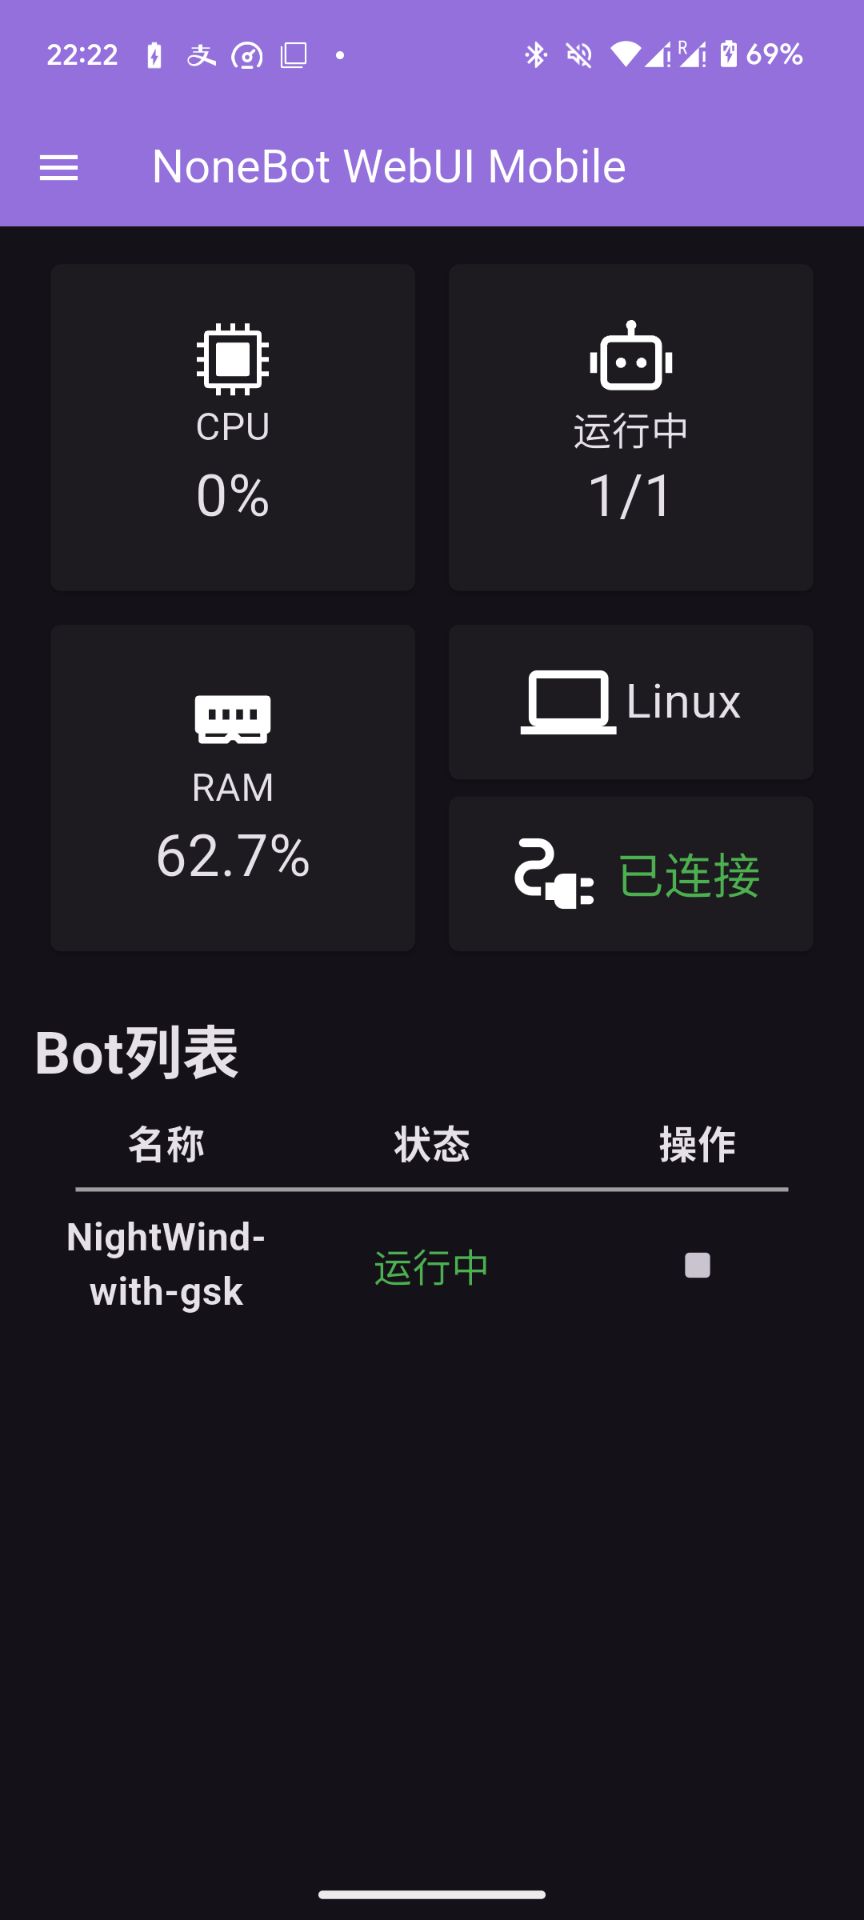 22:22
支
R
69%
NoneBot WebUI Mobile
CPU
0%
运行中
1/1
RAM
62.7%
Linux
已连接
Bot列表
名称 状态 操作
NightWind-
with-gsk
运行中